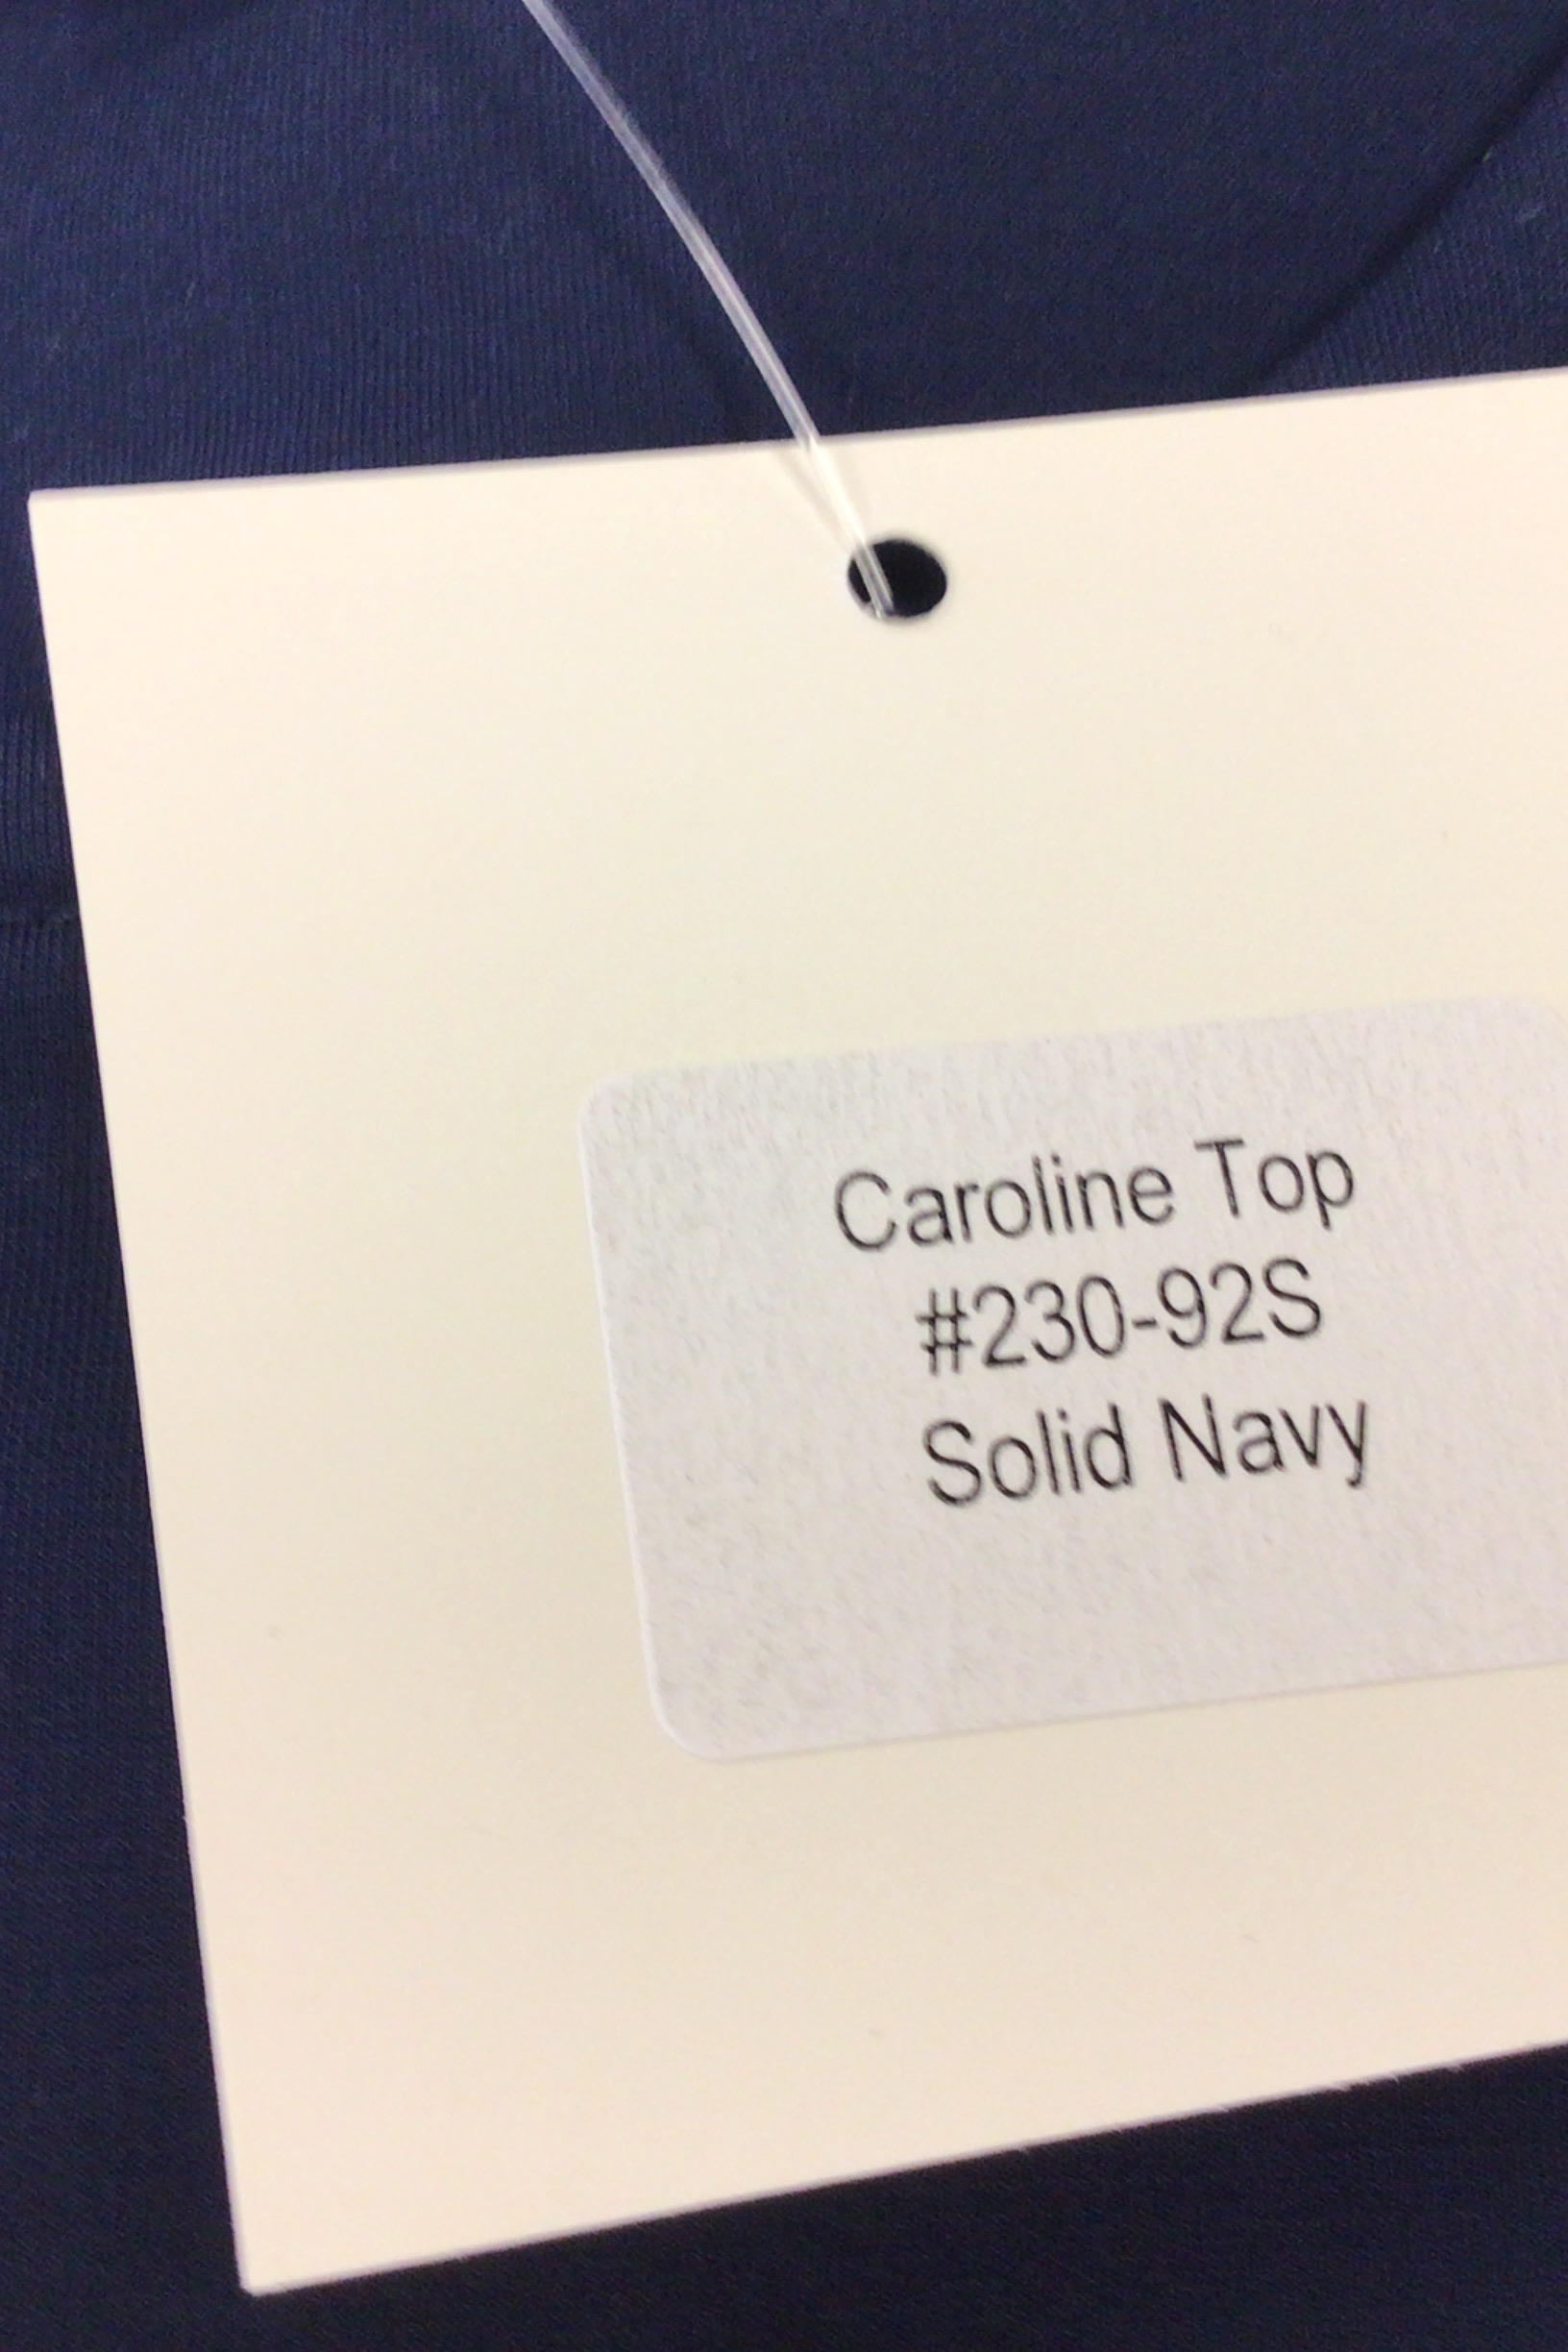 Caroline Top
#230-92S
Solid Navy